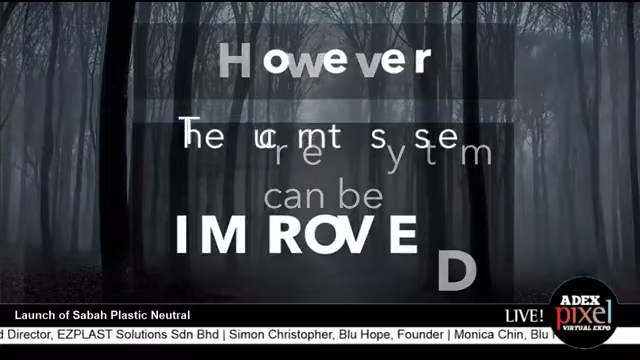 However
The current system
can be
IMPROVED
Launch of Sabah Plastic Neutral
LIVE!
ADEX
pixel
VIRTUAL EXPO
d Director, EZPLAST Solutions Sdn Bhd | Simon Christopher, Blu Hope, Founder | Monica Chin, Blu